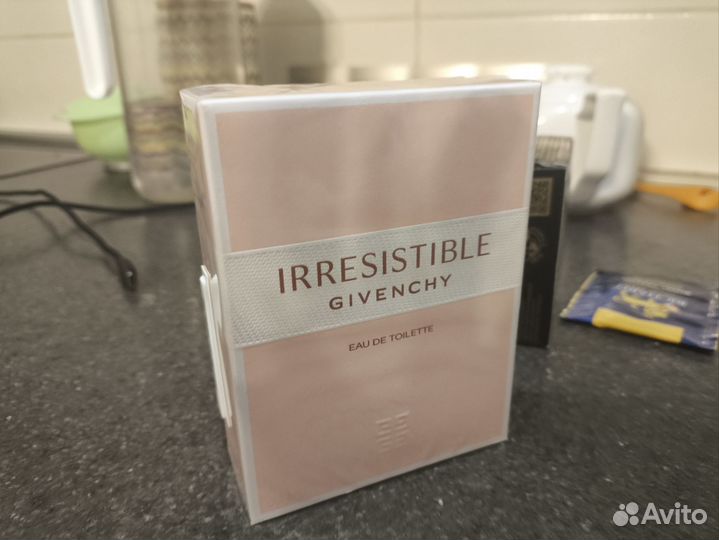 IRRESISTIBLE
GIVENCHY
EAU DE TOILETTE
Avito